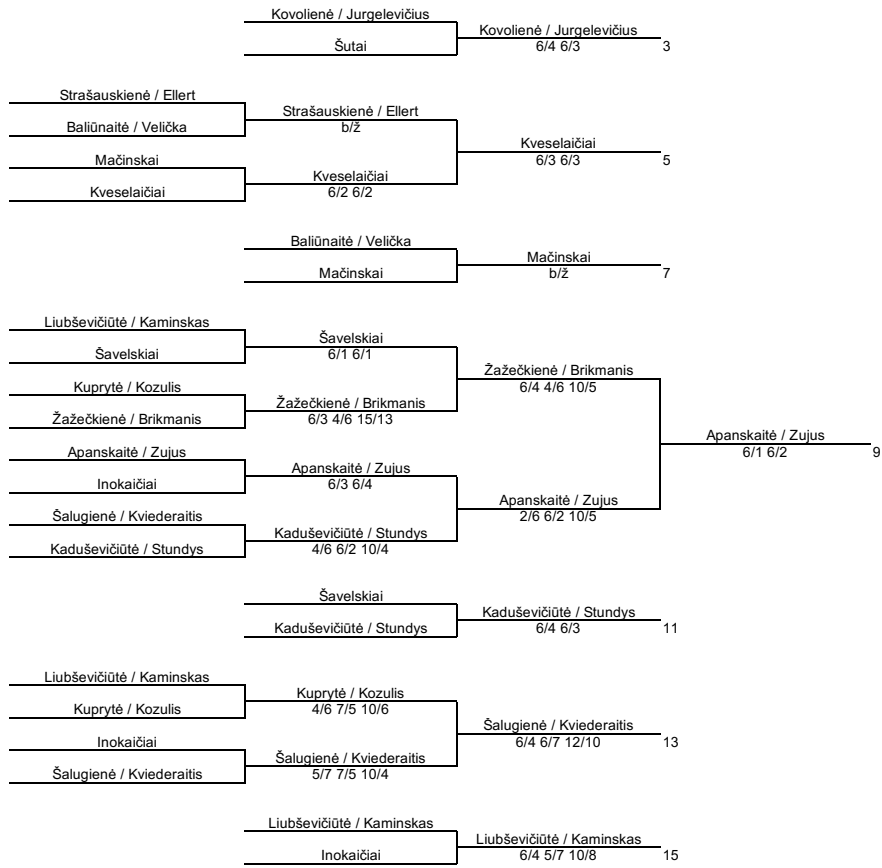 Kovolienė / Jurgelevičius
Kovolienė / Jurgelevičius
Šutai
6/4 6/3
3
Strašauskienė / Ellert
Strašauskienė / Ellert
Baliūnaitė / Velička
b/ž
Kveselaičiai
Mačinskai
6/3 6/3
5
Kveselaičiai
Kveselaičiai
6/2 6/2
Baliūnaitė / Velička
Mačinskai
Mačinskai
b/ž
7
Liubševičiūtė / Kaminskas
Šavelskiai
Šavelskiai
6/1 6/1
Žažečkienė / Brikmanis
Kuprytė / Kozulis
6/4 4/6 10/5
Žažečkienė / Brikmanis
Žažečkienė / Brikmanis
6/3 4/6 15/13
Apanskaitė / Zujus
Apanskaitė / Zujus
6/1 6/2
9
Apanskaitė / Zujus
Inokaičiai
6/3 6/4
Apanskaitė / Zujus
Šalugienė / Kviederaitis
2/6 6/2 10/5
Kaduševičiūtė / Stundys
Kaduševičiūtė / Stundys
4/6 6/2 10/4
Šavelskiai
Kaduševičiūtė / Stundys
Kaduševičiūtė / Stundys
6/4 6/3
11
Liubševičiūtė / Kaminskas
Kuprytė / Kozulis
Kuprytė / Kozulis
4/6 7/5 10/6
Šalugienė / Kviederaitis
Inokaičiai
6/4 6/7 12/10
13
Šalugienė / Kviederaitis
Šalugienė / Kviederaitis
5/7 7/5 10/4
Liubševičiūtė / Kaminskas
Liubševičiūtė / Kaminskas
Inokaičiai
6/4 5/7 10/8
15